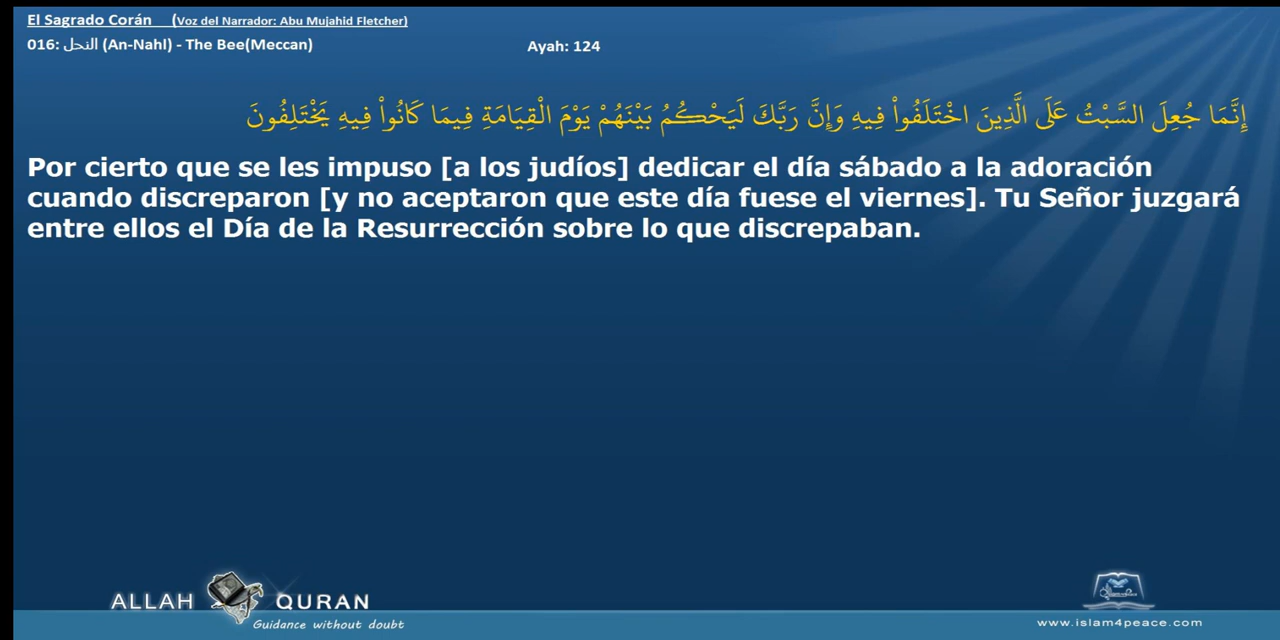 El Sagrado Corán (Voz del Narrador: Abu Mujahid Fletcher)
016: النحل (An-Nahl) - The Bee(Meccan) Ayah: 124
إِنَّمَا جُعِلَ السَّبْتُ عَلَى الَّذِينَ اخْتَلَفُواْ فِيهِ وَإِنَّ رَبَّكَ لَيَحْكُمُ بَيْنَهُمْ يَوْمَ الْقِيَامَةِ فِيمَا كَانُواْ فِيهِ يَخْتَلِفُونَ
Por cierto que se les impuso [a los judíos] dedicar el día sábado a la adoración
cuando discreparon [y no aceptaron que este día fuese el viernes]. Tu Señor juzgará
entre ellos el Día de la Resurrección sobre lo que discrepaban.
ALLAH QURAN
Guidance without doubt
www.islam4peace.com